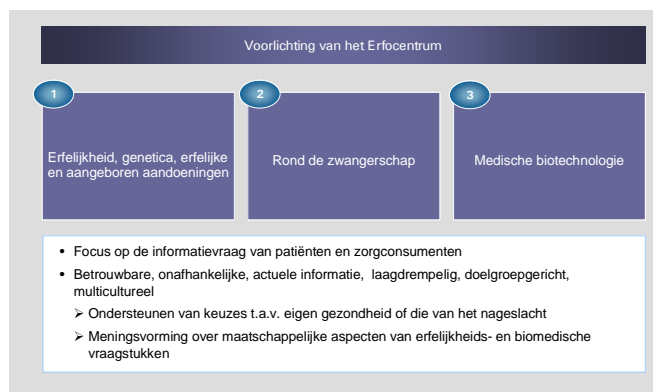 Voorlichting van het Erfocentrum
1
2
3
Erfelijkheid, genetica, erfelijke
en aangeboren aandoeningen
Rond de zwangerschap
Medische biotechnologie
• Focus op de informatievraag van patiënten en zorgconsumenten
• Betrouwbare, onafhankelijke, actuele informatie, laagdrempelig, doelgroepgericht,
multicultureel
➢ Ondersteunen van keuzes t.a.v. eigen gezondheid of die van het nageslacht
➢ Meningsvorming over maatschappelijke aspecten van erfelijkheids- en biomedische
vraagstukken